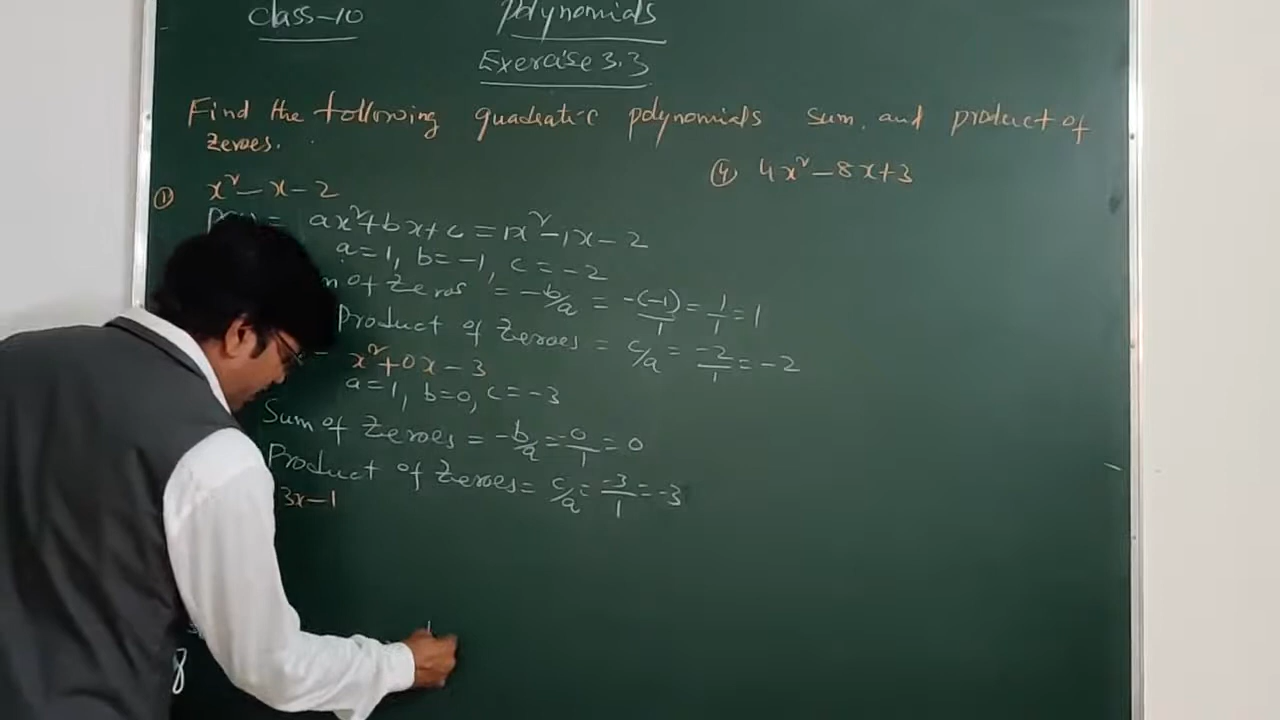 Class-10
Polynomials
Exercise 3.3
Find the following quadratic polynomials sum and product of
zeroes.
① x² - x - 2
ax² + bx + c = 1x² - 1x - 2
a = 1, b = -1, c = -2
of zeros = -b/a = -(-1)/1 = 1/1 = 1
Product of Zeroes = c/a = -2/1 = -2
x² + 0x - 3
a = 1, b = 0, c = -3
Sum of Zeroes = -b/a = -0/1 = 0
Product of Zeroes = c/a = -3/1 = -3
3x - 1
④ 4x² - 8x + 3